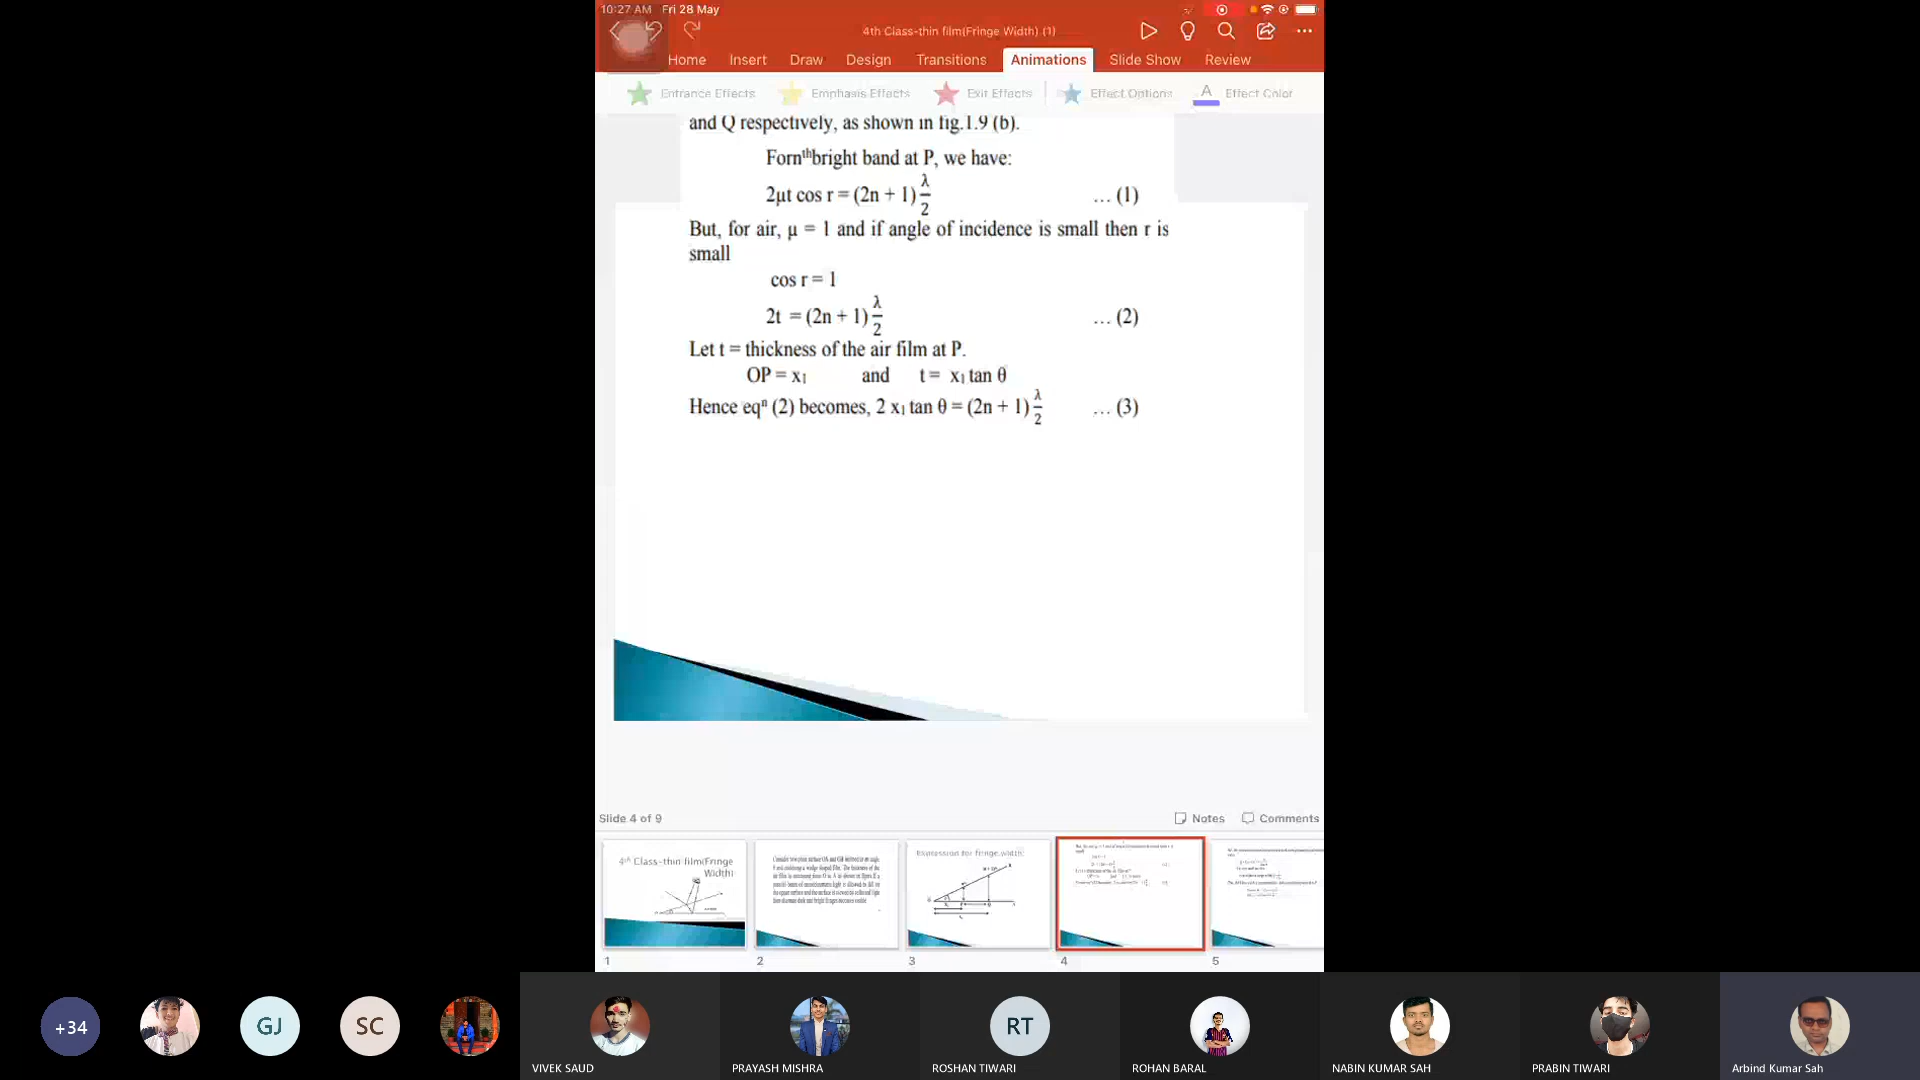 10:27 AM Fri 28 May
4th Class-thin film(Fringe Width) (1)
Home Insert Draw Design Transitions Animations Slide Show Review
Entrance Effects Emphasis Effects Exit Effects Effect Options A Effect Color
and Q respectively, as shown in fig.1.9 (b).
Fornᵗʰbright band at P, we have:
2μt cos r = (2n + 1) λ/2 ... (1)
But, for air, μ = 1 and if angle of incidence is small then r is
small
cos r = 1
2t = (2n + 1) λ/2 ... (2)
Let t = thickness of the air film at P.
OP = x₁ and t = x₁ tan θ
Hence eqⁿ (2) becomes, 2 x₁ tan θ = (2n + 1) λ/2 ... (3)
Slide 4 of 9
Notes Comments
4ᵗʰ Class-thin film(Fringe
Width)
Expression for fringe width:
1 2 3 4 5
+34 GJ SC RT
VIVEK SAUD PRAYASH MISHRA ROSHAN TIWARI ROHAN BARAL NABIN KUMAR SAH PRABIN TIWARI Arbind Kumar Sah